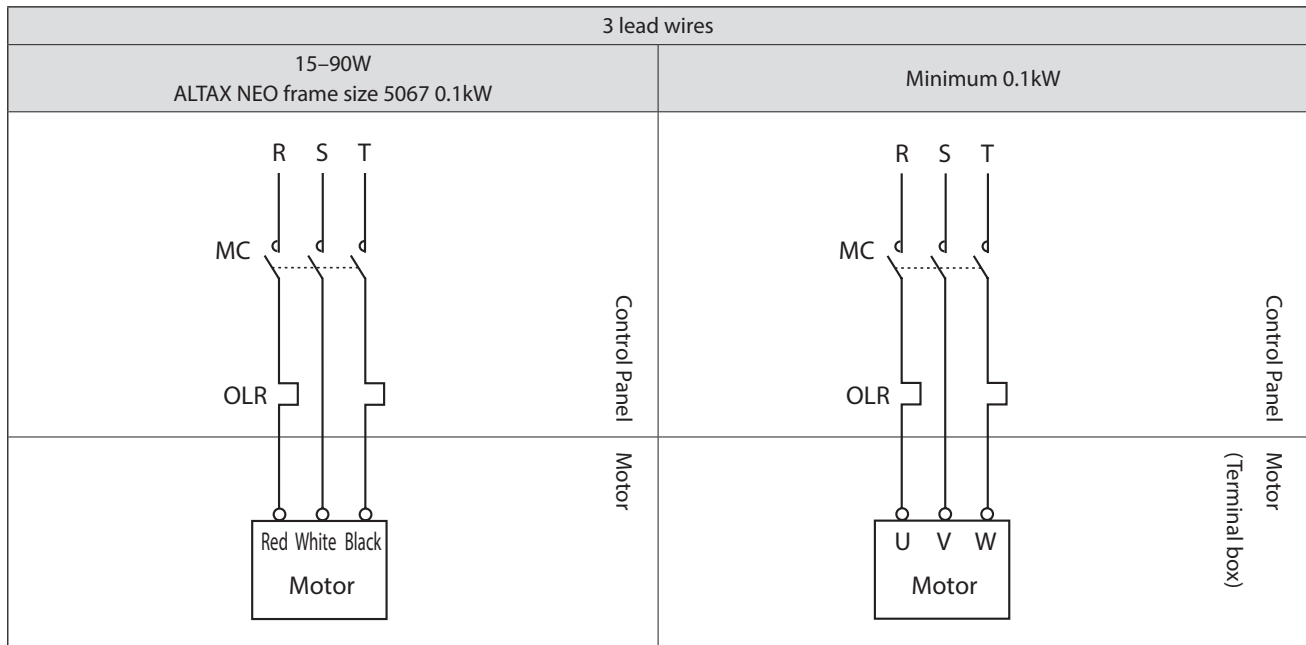 3 lead wires
15–90W
ALTAX NEO frame size 5067 0.1kW
Minimum 0.1kW
R S T
MC
OLR
Control Panel
Motor
Red White Black
Motor
R S T
MC
OLR
Control Panel
Motor
(Terminal box)
U V W
Motor